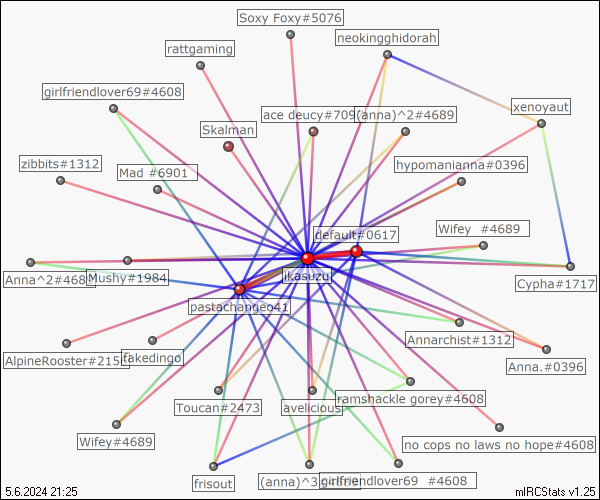 Soxy Foxy#5076
neokingghidorah
rattgaming
girlfriendlover69#4608
xenoyaut
ace deucy#709
(anna)^2#4689
Skalman
zibbits#1312
Mad #6901
hypomanianna#0396
default#0617
Wifey #4689
ikasuzu
Anna^2#468
Mushy#1984
Cypha#1717
pastachangeo41
Annarchist#1312
AlpineRooster#215
fakedingo
Anna.#0396
ramshackle gorey#4608
Toucan#2473
avelicious
Wifey#4689
no cops no laws no hope#4608
frisout
(anna)^3
girlfriendlover69 #4608
5.6.2024 21:25
mIRCStats v1.25